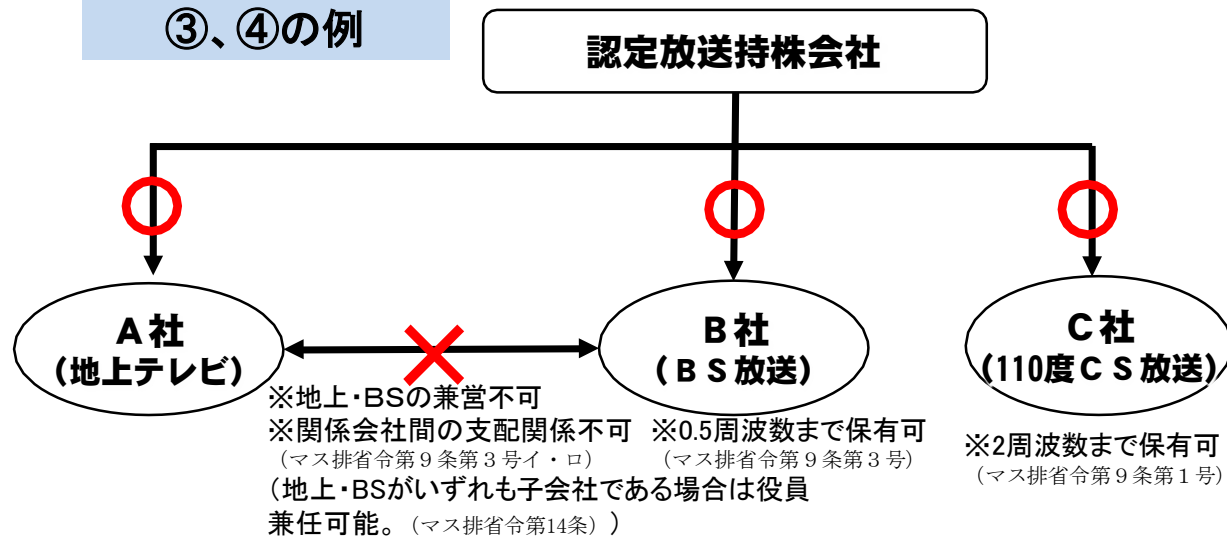 ③、④の例
認定放送持株会社
A社
(地上テレビ)
B社
(BS放送)
C社
(110度CS放送)
※地上・BSの兼営不可
※関係会社間の支配関係不可
（マス排省令第９条第３号イ・ロ）
(地上・BSがいずれも子会社である場合は役員
兼任可能。（マス排省令第14条）)
※0.5周波数まで保有可
（マス排省令第９条第３号）
※2周波数まで保有可
（マス排省令第９条第１号）